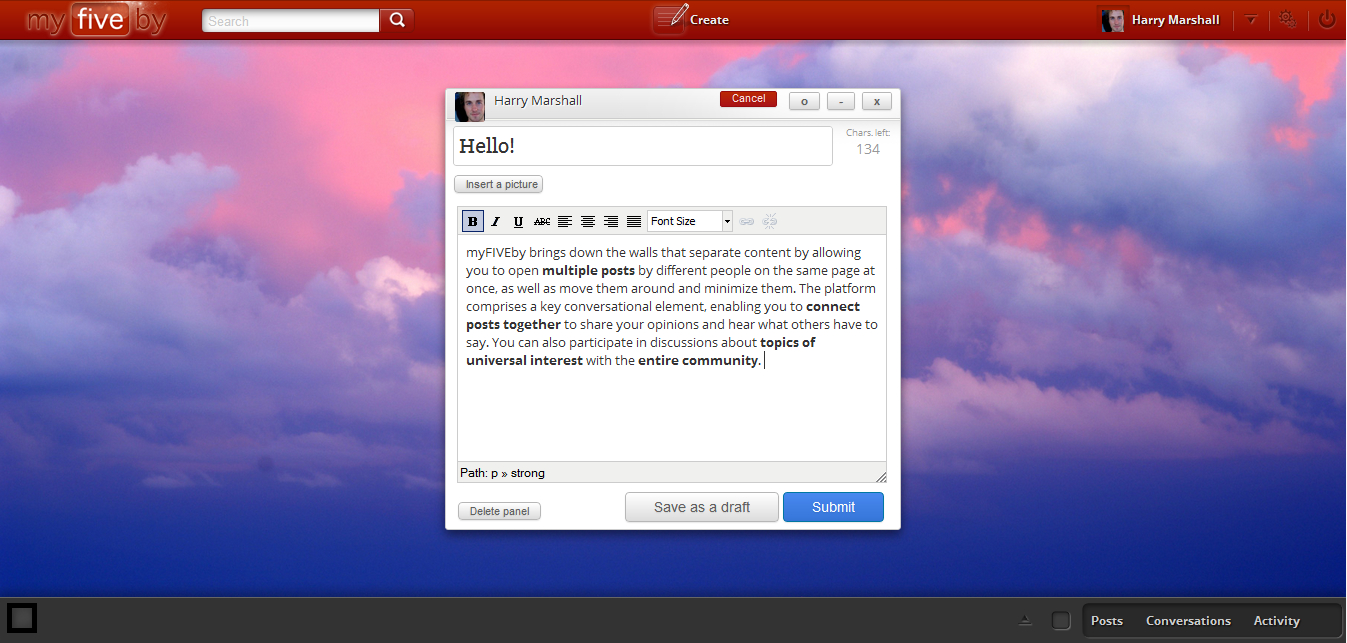 my five by
Search
Create
Harry Marshall
Harry Marshall
Cancel
o
-
x
Hello!
Chars. left:
134
Insert a picture
B I U ABC Font Size
myFIVEby brings down the walls that separate content by allowing
you to open multiple posts by different people on the same page at
once, as well as move them around and minimize them. The platform
comprises a key conversational element, enabling you to connect
posts together to share your opinions and hear what others have to
say. You can also participate in discussions about topics of
universal interest with the entire community.
Path: p » strong
Delete panel
Save as a draft
Submit
Posts
Conversations
Activity